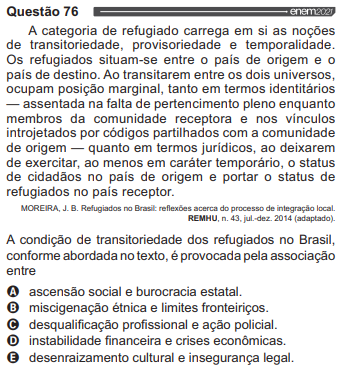 Questão 76 enem2021
A categoria de refugiado carrega em si as noções
de transitoriedade, provisoriedade e temporalidade.
Os refugiados situam-se entre o país de origem e o
país de destino. Ao transitarem entre os dois universos,
ocupam posição marginal, tanto em termos identitários
— assentada na falta de pertencimento pleno enquanto
membros da comunidade receptora e nos vínculos
introjetados por códigos partilhados com a comunidade
de origem — quanto em termos jurídicos, ao deixarem
de exercitar, ao menos em caráter temporário, o status
de cidadãos no país de origem e portar o status de
refugiados no país receptor.
MOREIRA, J. B. Refugiados no Brasil: reflexões acerca do processo de integração local.
REMHU, n. 43, jul.-dez. 2014 (adaptado).
A condição de transitoriedade dos refugiados no Brasil,
conforme abordada no texto, é provocada pela associação
entre
A ascensão social e burocracia estatal.
B miscigenação étnica e limites fronteiriços.
C desqualificação profissional e ação policial.
D instabilidade financeira e crises econômicas.
E desenraizamento cultural e insegurança legal.